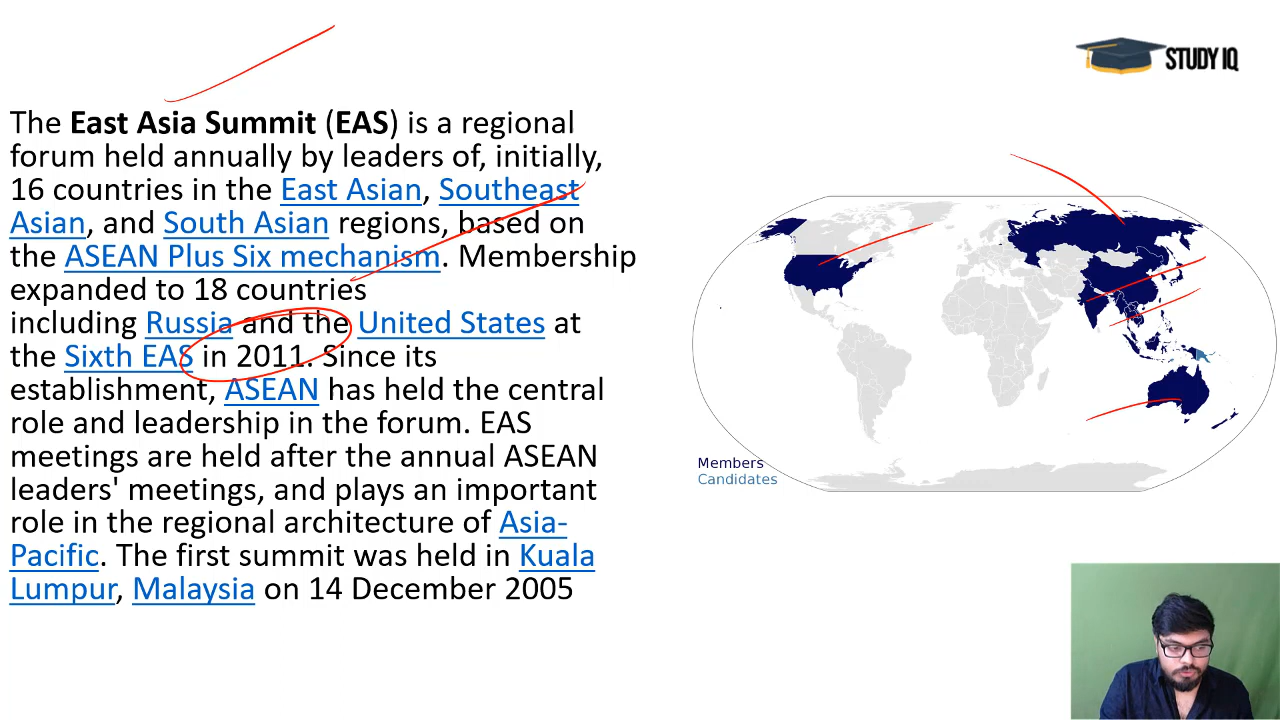 STUDY IQ
The East Asia Summit (EAS) is a regional
forum held annually by leaders of, initially,
16 countries in the East Asian, Southeast
Asian, and South Asian regions, based on
the ASEAN Plus Six mechanism. Membership
expanded to 18 countries
including Russia and the United States at
the Sixth EAS in 2011. Since its
establishment, ASEAN has held the central
role and leadership in the forum. EAS
meetings are held after the annual ASEAN
leaders' meetings, and plays an important
role in the regional architecture of Asia-
Pacific. The first summit was held in Kuala
Lumpur, Malaysia on 14 December 2005
Members
Candidates